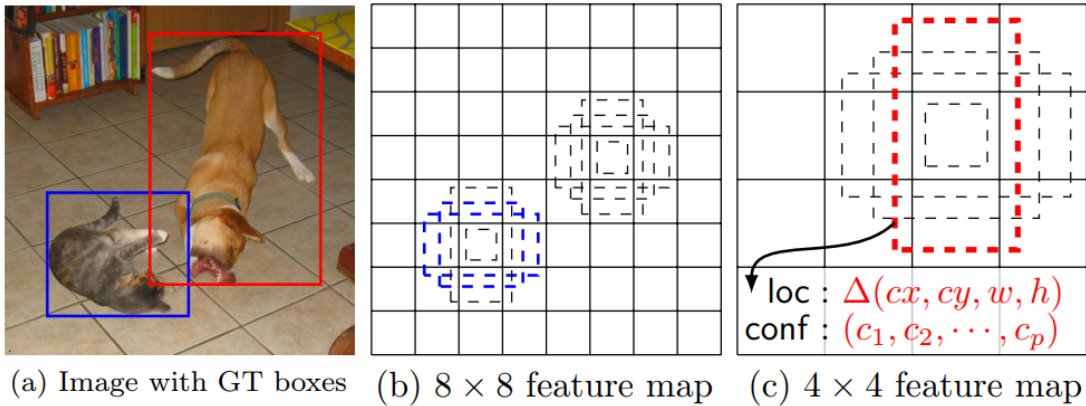 loc : Δ(cx, cy, w, h)
conf : (c₁, c₂, ⋯, cₚ)
(a) Image with GT boxes
(b) 8 × 8 feature map
(c) 4 × 4 feature map